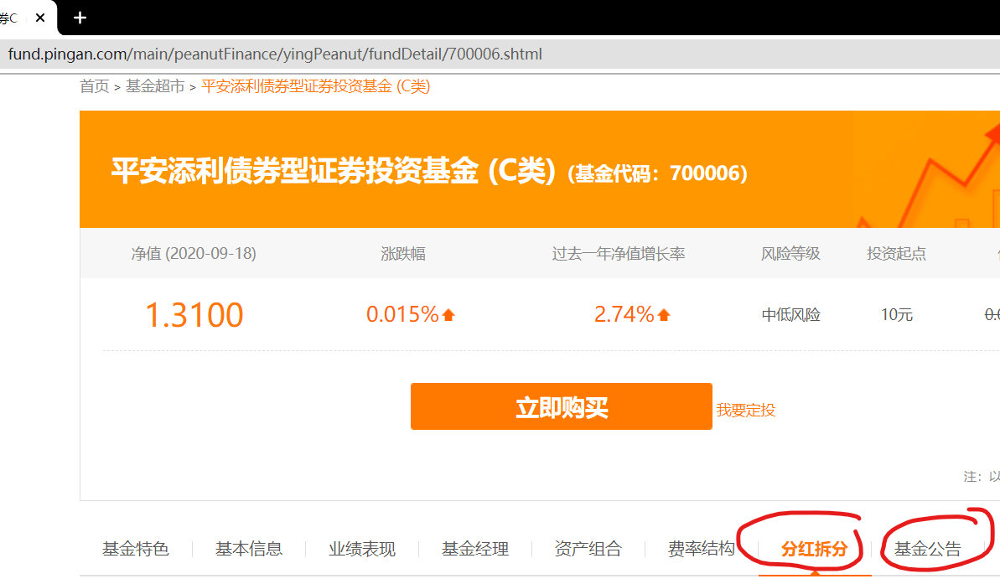 券C
fund.pingan.com/main/peanutFinance/yingPeanut/fundDetail/700006.shtml
首页 > 基金超市 > 平安添利债券型证券投资基金 (C类)
平安添利债券型证券投资基金 (C类) (基金代码：700006)
净值 (2020-09-18) 涨跌幅 过去一年净值增长率 风险等级 投资起点
1.3100 0.015% 2.74% 中低风险 10元 0.
立即购买 我要定投
注：以
基金特色 基本信息 业绩表现 基金经理 资产组合 费率结构 分红拆分 基金公告